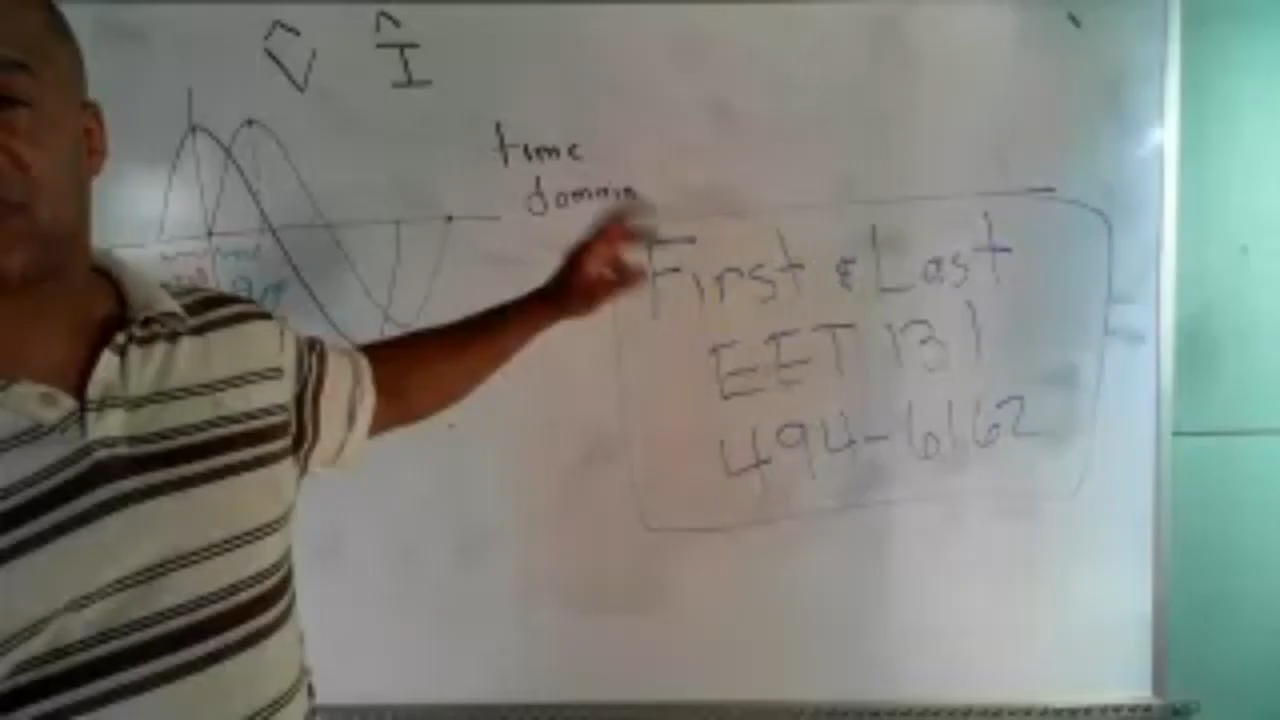 V̂ Î
time
domain
First & Last
EET 131
494-6162